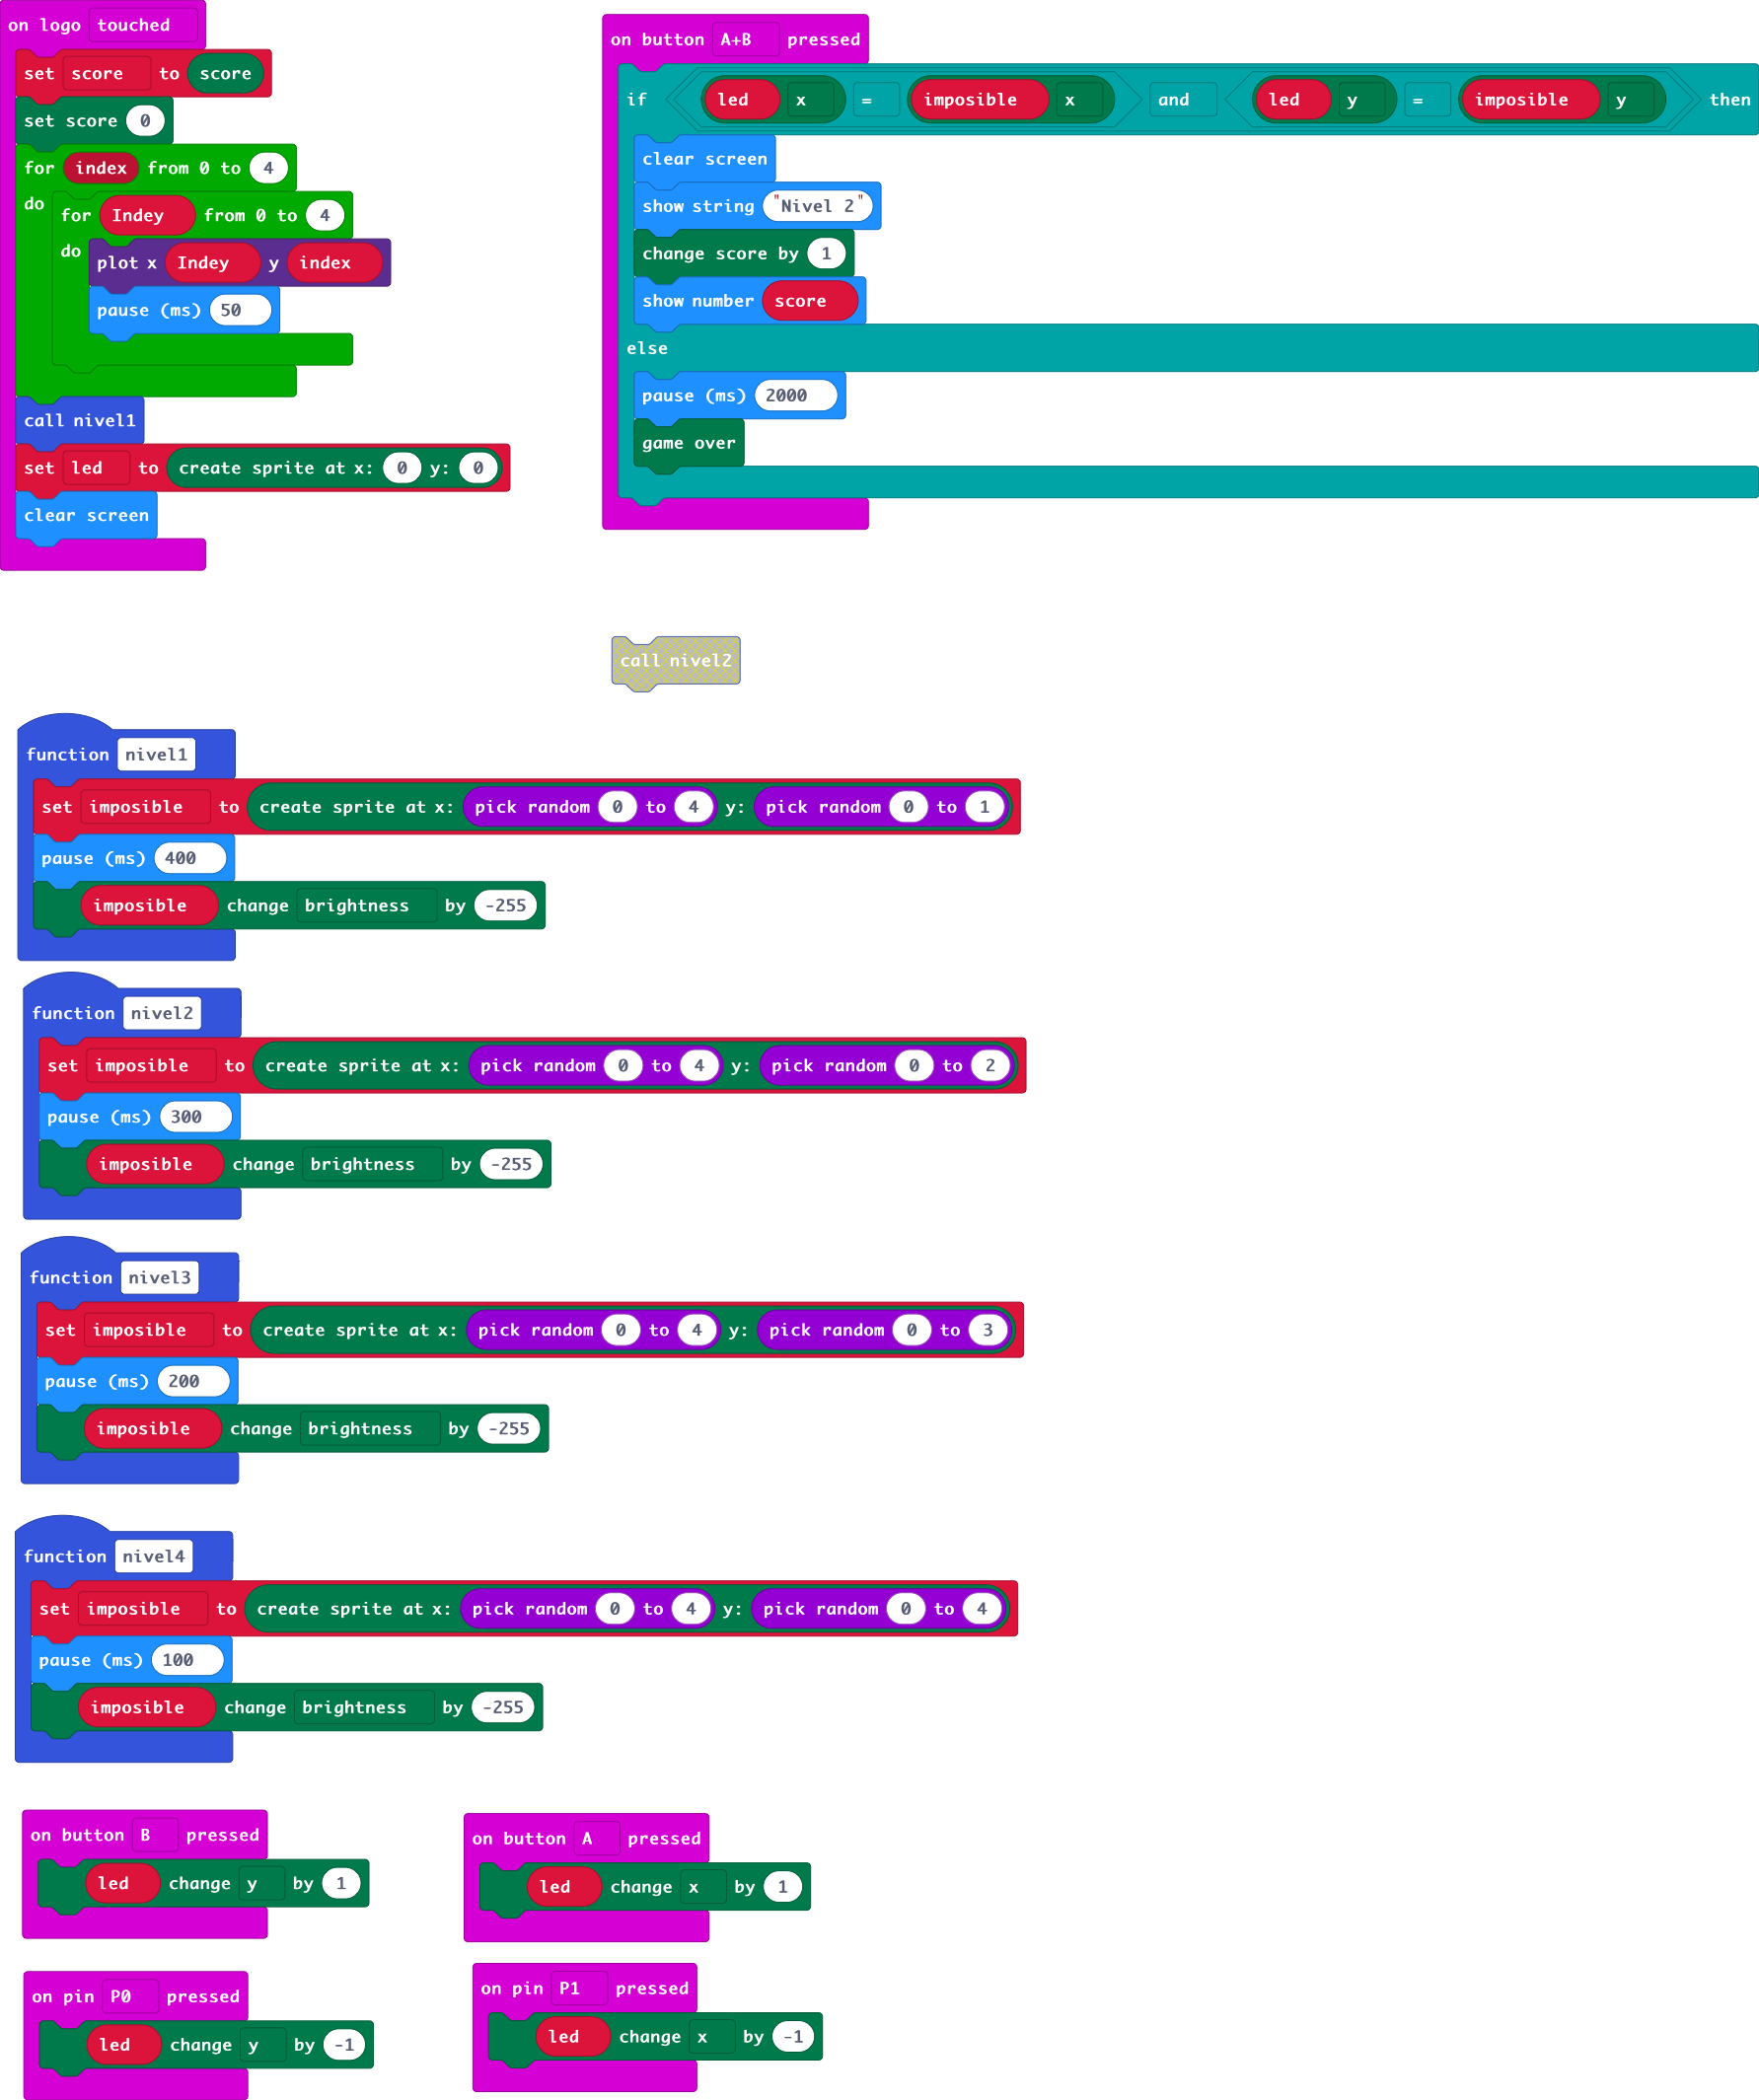 on logo touched
set score to score
set score 0
for index from 0 to 4
do
for Indey from 0 to 4
do
plot x Indey y index
pause (ms) 50
call nivel1
set led to create sprite at x: 0 y: 0
clear screen
on button A+B pressed
if led x = imposible x and led y = imposible y then
clear screen
show string "Nivel 2"
change score by 1
show number score
else
pause (ms) 2000
game over
call nivel2
function nivel1
set imposible to create sprite at x: pick random 0 to 4 y: pick random 0 to 1
pause (ms) 400
imposible change brightness by -255
function nivel2
set imposible to create sprite at x: pick random 0 to 4 y: pick random 0 to 2
pause (ms) 300
imposible change brightness by -255
function nivel3
set imposible to create sprite at x: pick random 0 to 4 y: pick random 0 to 3
pause (ms) 200
imposible change brightness by -255
function nivel4
set imposible to create sprite at x: pick random 0 to 4 y: pick random 0 to 4
pause (ms) 100
imposible change brightness by -255
on button B pressed
led change y by 1
on button A pressed
led change x by 1
on pin P0 pressed
led change y by -1
on pin P1 pressed
led change x by -1